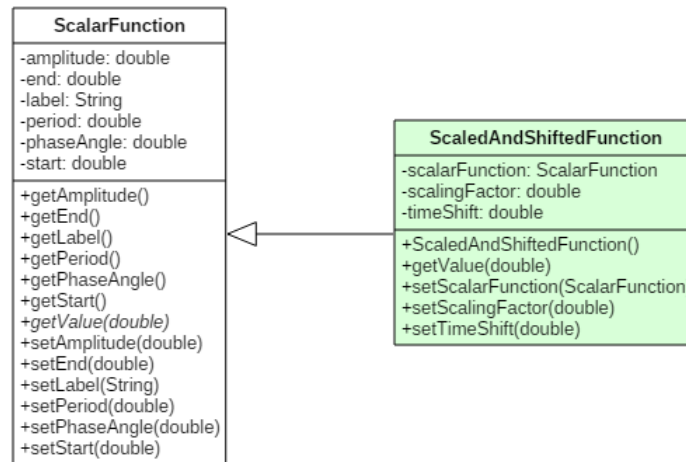 ScalarFunction
-amplitude: double
-end: double
-label: String
-period: double
-phaseAngle: double
-start: double
+getAmplitude()
+getEnd()
+getLabel()
+getPeriod()
+getPhaseAngle()
+getStart()
+getValue(double)
+setAmplitude(double)
+setEnd(double)
+setLabel(String)
+setPeriod(double)
+setPhaseAngle(double)
+setStart(double)
ScaledAndShiftedFunction
-scalarFunction: ScalarFunction
-scalingFactor: double
-timeShift: double
+ScaledAndShiftedFunction()
+getValue(double)
+setScalarFunction(ScalarFunction
+setScalingFactor(double)
+setTimeShift(double)